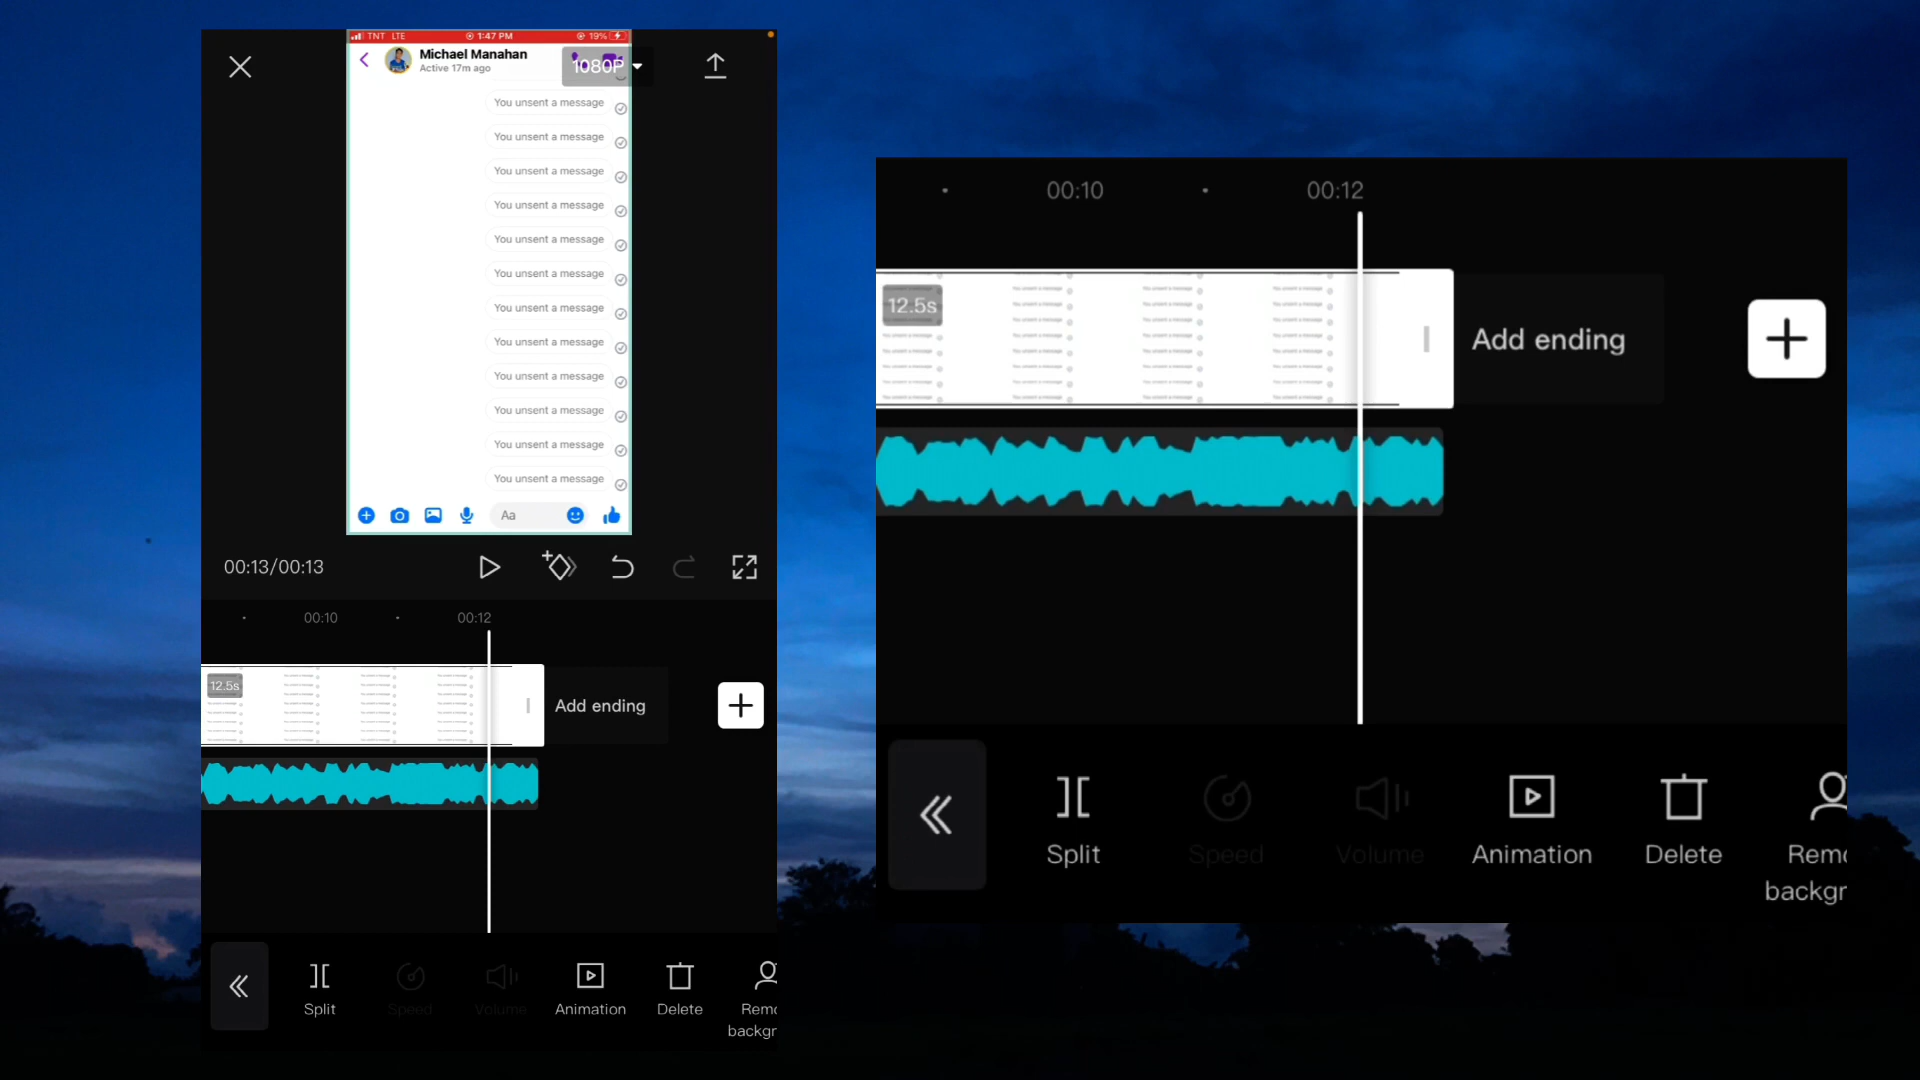 TNT LTE 1:47 PM 19%
Michael Manahan
Active 17m ago
1080P
You unsent a message
You unsent a message
You unsent a message
You unsent a message
You unsent a message
You unsent a message
You unsent a message
You unsent a message
You unsent a message
You unsent a message
You unsent a message
You unsent a message
Aa
00:13/00:13
00:10 00:12
12.5s
Add ending
Split Speed Volume Animation Delete Remo
backgr
00:10 00:12
12.5s
Add ending
Split Speed Volume Animation Delete Remo
backgr